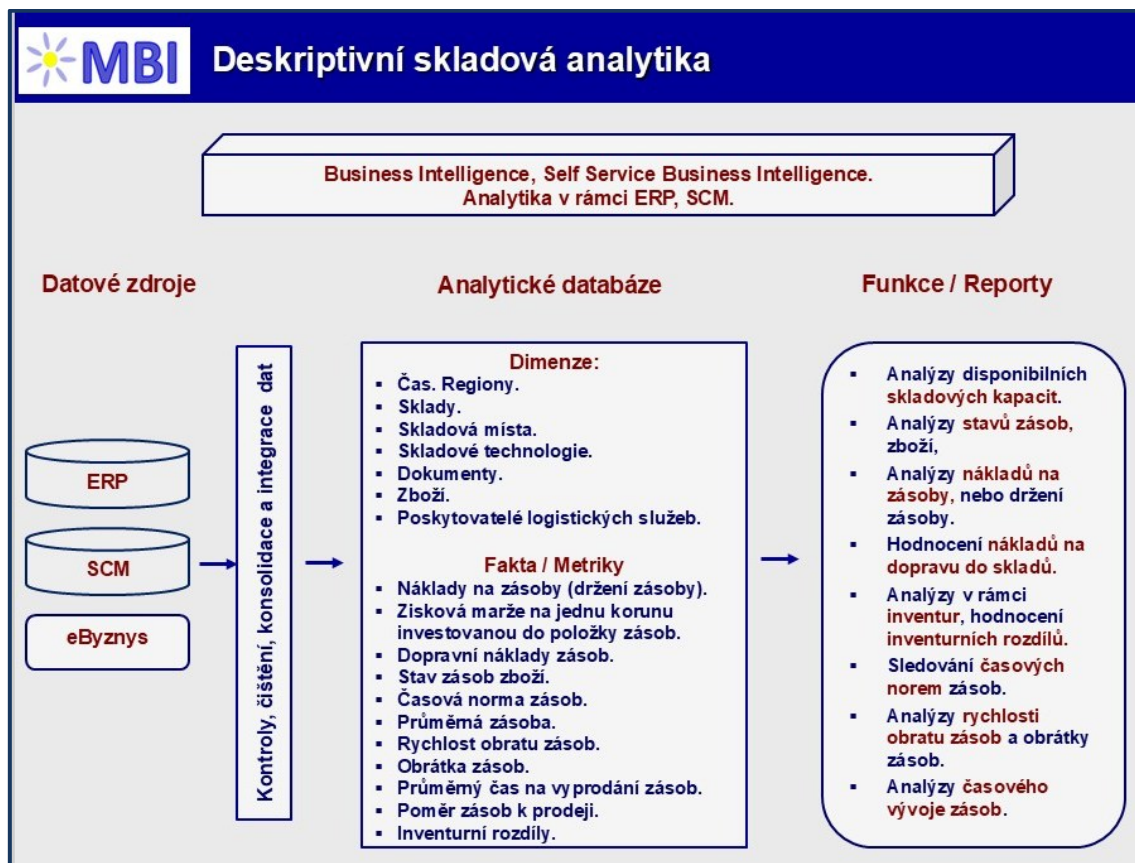 MBI
Deskriptivní skladová analytika
Business Intelligence, Self Service Business Intelligence.
Analytika v rámci ERP, SCM.
Datové zdroje
Analytické databáze
Funkce / Reporty
ERP
SCM
eByznys
Kontroly, čištění, konsolidace a integrace dat
Dimenze:
▪ Čas. Regiony.
▪ Sklady.
▪ Skladová místa.
▪ Skladové technologie.
▪ Dokumenty.
▪ Zboží.
▪ Poskytovatelé logistických služeb.
Fakta / Metriky
▪ Náklady na zásoby (držení zásoby).
▪ Zisková marže na jednu korunu
investovanou do položky zásob.
▪ Dopravní náklady zásob.
▪ Stav zásob zboží.
▪ Časová norma zásob.
▪ Průměrná zásoba.
▪ Rychlost obratu zásob.
▪ Obrátka zásob.
▪ Průměrný čas na vyprodání zásob.
▪ Poměr zásob k prodeji.
▪ Inventurní rozdíly.
▪ Analýzy disponibilních
skladových kapacit.
▪ Analýzy stavů zásob,
zboží,
▪ Analýzy nákladů na
zásoby, nebo držení
zásoby.
▪ Hodnocení nákladů na
dopravu do skladů.
▪ Analýzy v rámci
inventur, hodnocení
inventurních rozdílů.
▪ Sledování časových
norem zásob.
▪ Analýzy rychlosti
obratu zásob a obrátky
zásob.
▪ Analýzy časového
vývoje zásob.